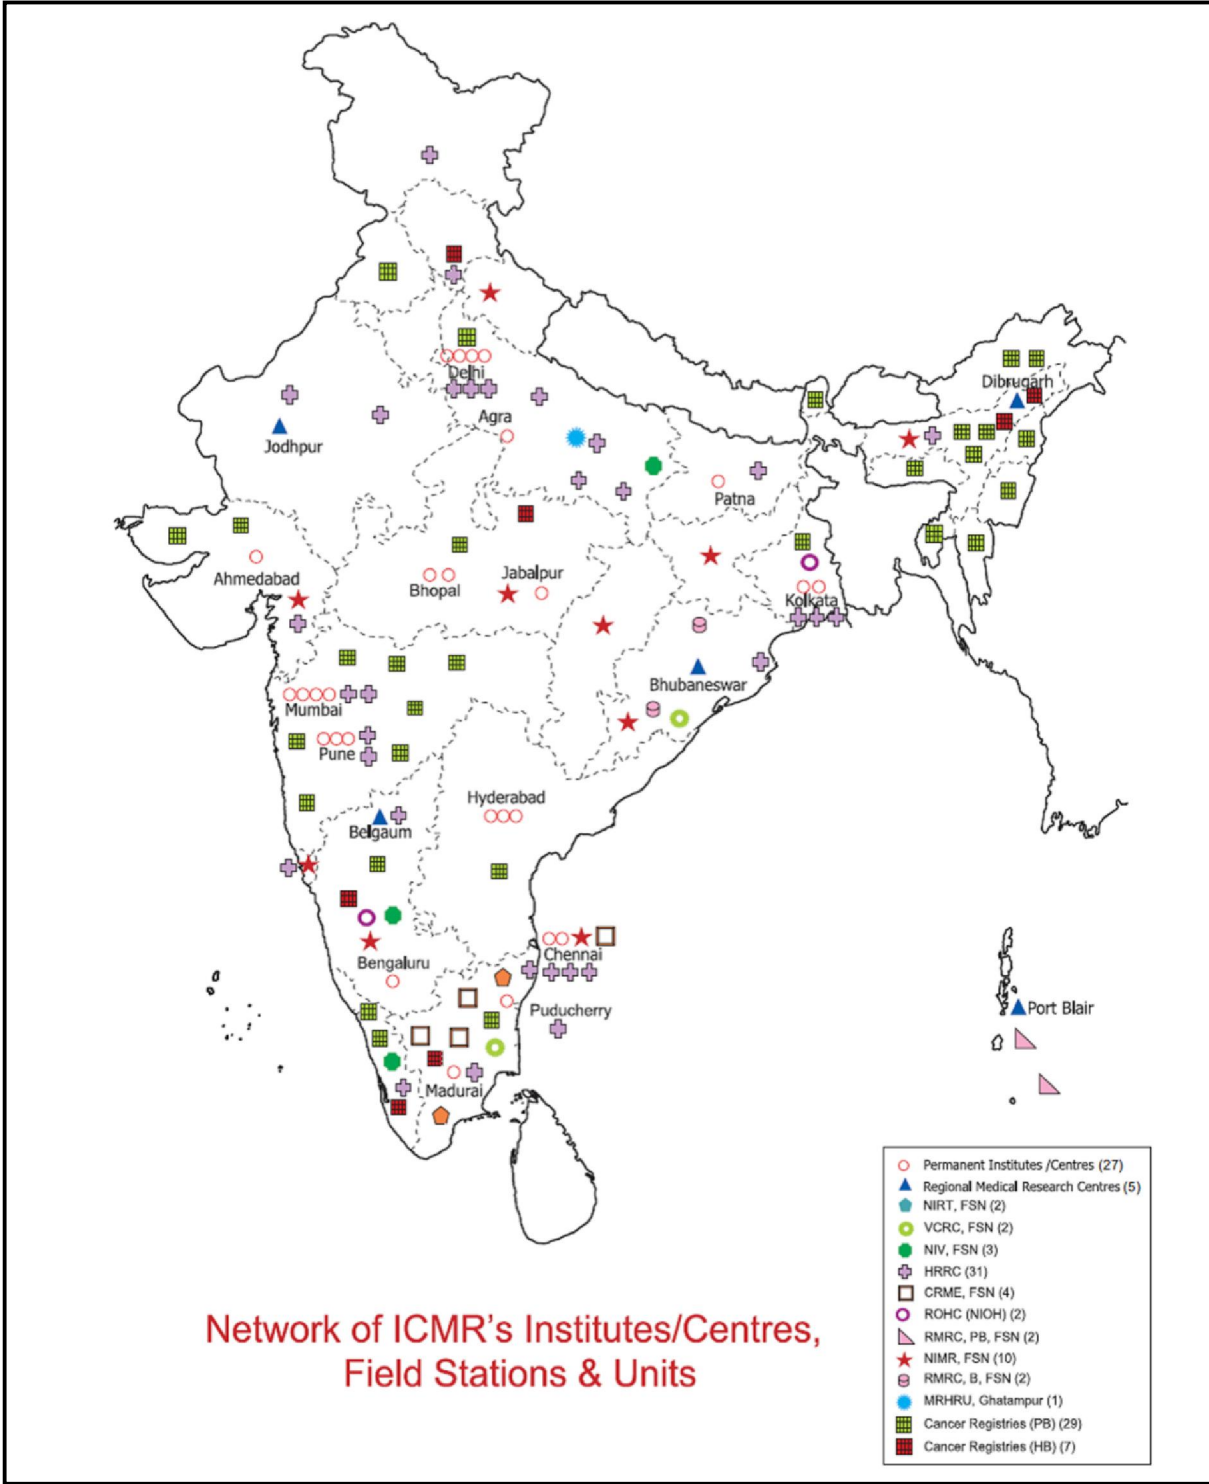 Delhi
Dibrugarh
Agra
Jodhpur
Patna
Ahmedabad
Bhopal
Jabalpur
Kolkata
Bhubaneswar
Mumbai
Pune
Hyderabad
Belgaum
Chennai
Bengaluru
Puducherry
Port Blair
Madurai
Permanent Institutes /Centres (27)
Regional Medical Research Centres (5)
NIRT, FSN (2)
VCRC, FSN (2)
NIV, FSN (3)
HRRC (31)
CRME, FSN (4)
ROHC (NIOH) (2)
RMRC, PB, FSN (2)
NIMR, FSN (10)
RMRC, B, FSN (2)
MRHRU, Ghatampur (1)
Cancer Registries (PB) (29)
Cancer Registries (HB) (7)
Network of ICMR's Institutes/Centres,
Field Stations & Units